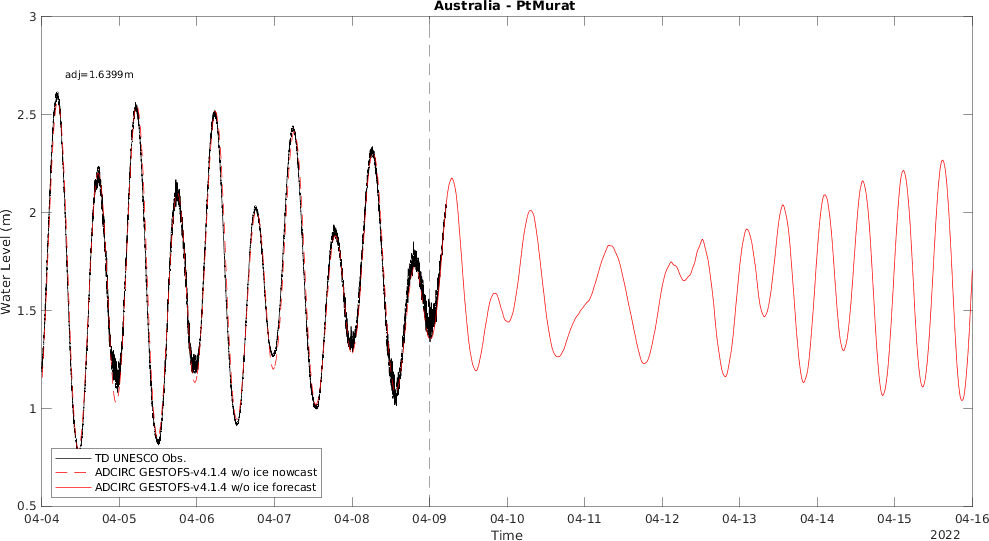 Australia - PtMurat
3
adj=1.6399m
2.5
2
Water Level (m)
1.5
1
TD UNESCO Obs.
ADCIRC GESTOFS-v4.1.4 w/o ice nowcast
ADCIRC GESTOFS-v4.1.4 w/o ice forecast
0.5
04-04 04-05 04-06 04-07 04-08 04-09 04-10 04-11 04-12 04-13 04-14 04-15 04-16
Time
2022